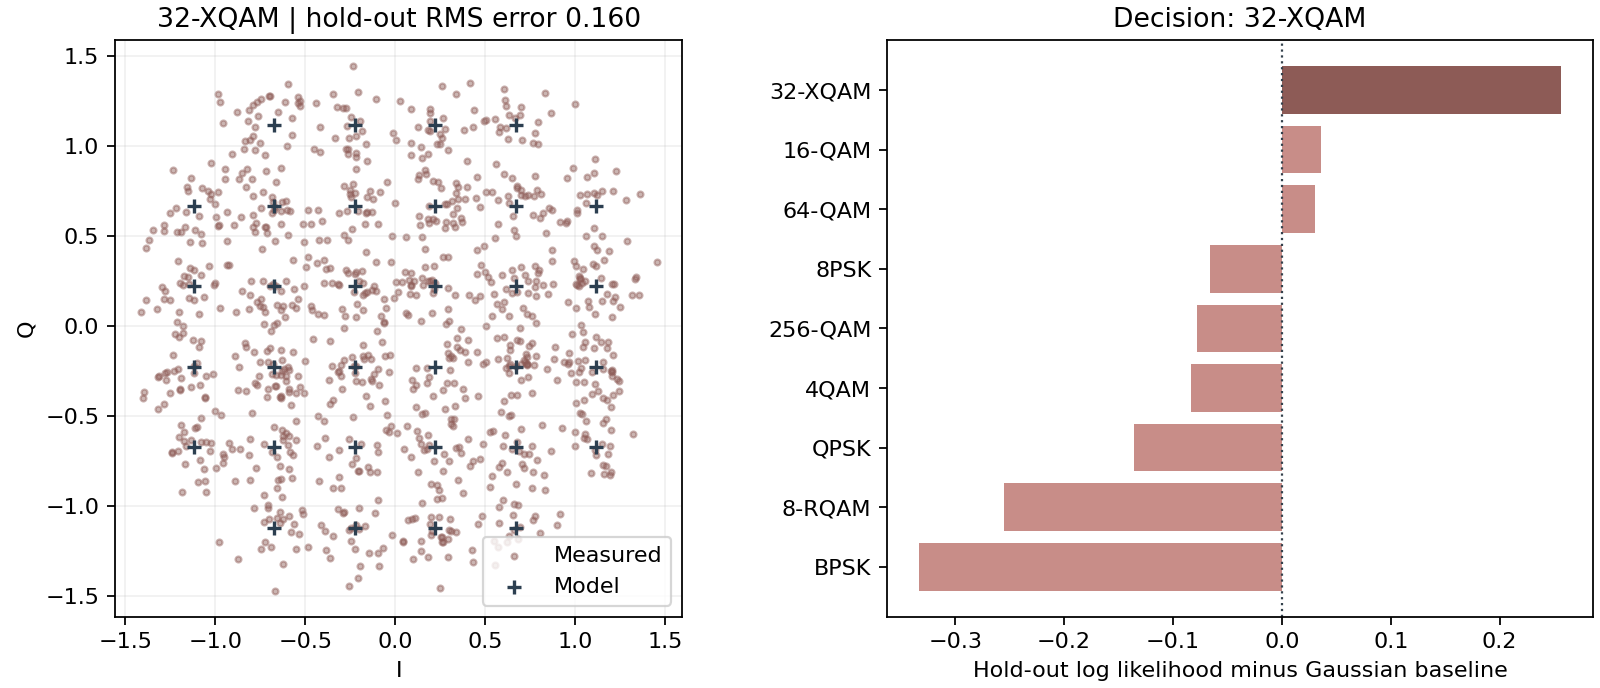 32-XQAM | hold-out RMS error 0.160
1.5
1.0
0.5
0.0
−0.5
−1.0
−1.5
Q
−1.5 −1.0 −0.5 0.0 0.5 1.0 1.5
I
Measured
Model
Decision: 32-XQAM
32-XQAM
16-QAM
64-QAM
8PSK
256-QAM
4QAM
QPSK
8-RQAM
BPSK
−0.3 −0.2 −0.1 0.0 0.1 0.2
Hold-out log likelihood minus Gaussian baseline